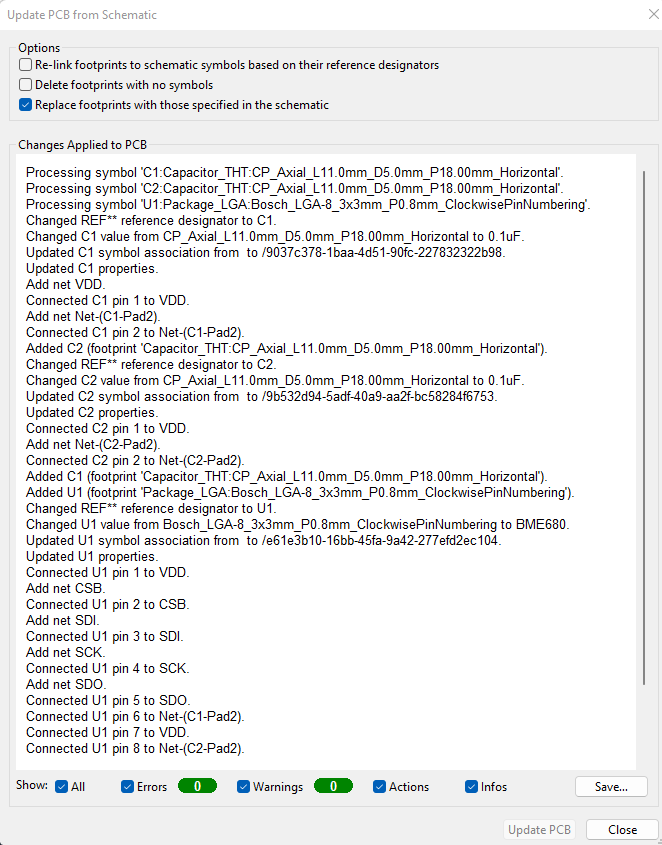 Update PCB from Schematic
Options
Re-link footprints to schematic symbols based on their reference designators
Delete footprints with no symbols
Replace footprints with those specified in the schematic
Changes Applied to PCB
Processing symbol 'C1:Capacitor_THT:CP_Axial_L11.0mm_D5.0mm_P18.00mm_Horizontal'.
Processing symbol 'C2:Capacitor_THT:CP_Axial_L11.0mm_D5.0mm_P18.00mm_Horizontal'.
Processing symbol 'U1:Package_LGA:Bosch_LGA-8_3x3mm_P0.8mm_ClockwisePinNumbering'.
Changed REF** reference designator to C1.
Changed C1 value from CP_Axial_L11.0mm_D5.0mm_P18.00mm_Horizontal to 0.1uF.
Updated C1 symbol association from  to /9037c378-1baa-4d51-90fc-227832322b98.
Updated C1 properties.
Add net VDD.
Connected C1 pin 1 to VDD.
Add net Net-(C1-Pad2).
Connected C1 pin 2 to Net-(C1-Pad2).
Added C2 (footprint 'Capacitor_THT:CP_Axial_L11.0mm_D5.0mm_P18.00mm_Horizontal').
Changed REF** reference designator to C2.
Changed C2 value from CP_Axial_L11.0mm_D5.0mm_P18.00mm_Horizontal to 0.1uF.
Updated C2 symbol association from  to /9b532d94-5adf-40a9-aa2f-bc58284f6753.
Updated C2 properties.
Connected C2 pin 1 to VDD.
Add net Net-(C2-Pad2).
Connected C2 pin 2 to Net-(C2-Pad2).
Added C1 (footprint 'Capacitor_THT:CP_Axial_L11.0mm_D5.0mm_P18.00mm_Horizontal').
Added U1 (footprint 'Package_LGA:Bosch_LGA-8_3x3mm_P0.8mm_ClockwisePinNumbering').
Changed REF** reference designator to U1.
Changed U1 value from Bosch_LGA-8_3x3mm_P0.8mm_ClockwisePinNumbering to BME680.
Updated U1 symbol association from  to /e61e3b10-16bb-45fa-9a42-277efd2ec104.
Updated U1 properties.
Connected U1 pin 1 to VDD.
Add net CSB.
Connected U1 pin 2 to CSB.
Add net SDI.
Connected U1 pin 3 to SDI.
Add net SCK.
Connected U1 pin 4 to SCK.
Add net SDO.
Connected U1 pin 5 to SDO.
Connected U1 pin 6 to Net-(C1-Pad2).
Connected U1 pin 7 to VDD.
Connected U1 pin 8 to Net-(C2-Pad2).
Show: All Errors 0 Warnings 0 Actions Infos Save...
Update PCB Close